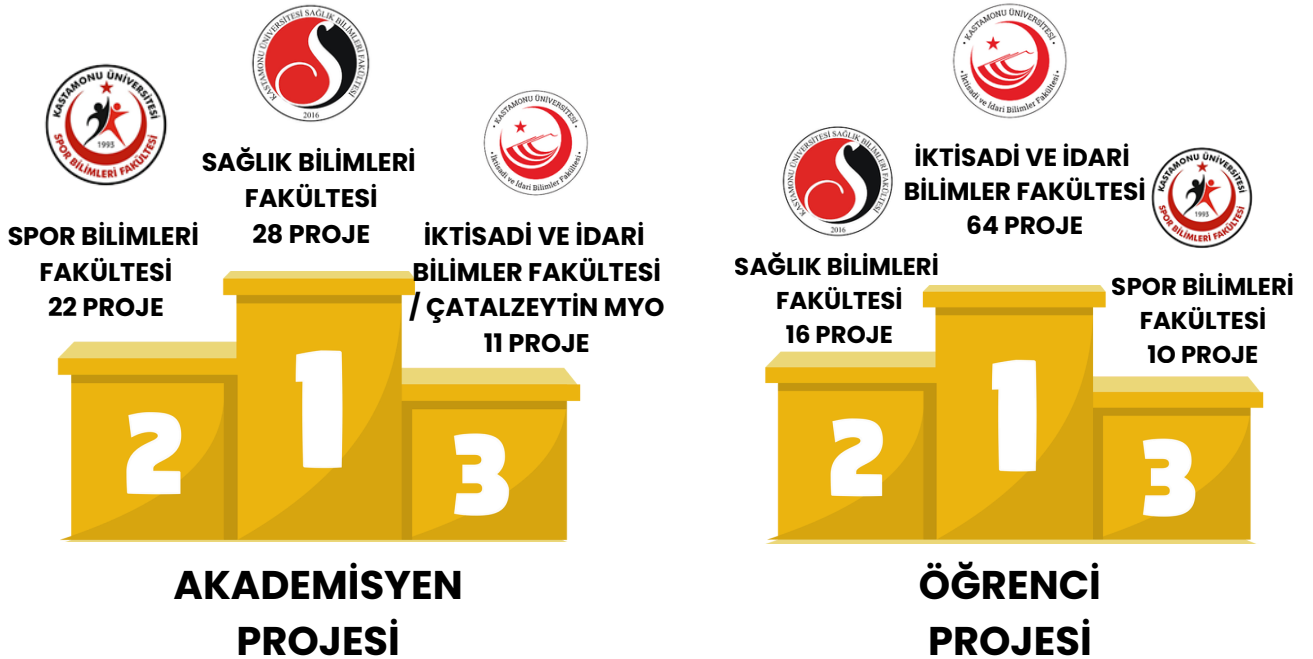 KASTAMONU ÜNİVERSİTESİ
1993
SPOR BİLİMLERİ FAKÜLTESİ
SPOR BİLİMLERİ
FAKÜLTESİ
22 PROJE
KASTAMONU ÜNİVERSİTESİ SAĞLIK BİLİMLERİ FAKÜLTESİ
2016
SAĞLIK BİLİMLERİ
FAKÜLTESİ
28 PROJE
KASTAMONU ÜNİVERSİTESİ
İktisadi ve İdari Bilimler Fakültesi
İKTİSADİ VE İDARİ
BİLİMLER FAKÜLTESİ
/ ÇATALZEYTİN MYO
11 PROJE
2
1
3
AKADEMİSYEN
PROJESİ
KASTAMONU ÜNİVERSİTESİ SAĞLIK BİLİMLERİ FAKÜLTESİ
2016
SAĞLIK BİLİMLERİ
FAKÜLTESİ
16 PROJE
KASTAMONU ÜNİVERSİTESİ
İktisadi ve İdari Bilimler Fakültesi
İKTİSADİ VE İDARİ
BİLİMLER FAKÜLTESİ
64 PROJE
KASTAMONU ÜNİVERSİTESİ
1993
SPOR BİLİMLERİ FAKÜLTESİ
SPOR BİLİMLERİ
FAKÜLTESİ
10 PROJE
2
1
3
ÖĞRENCİ
PROJESİ